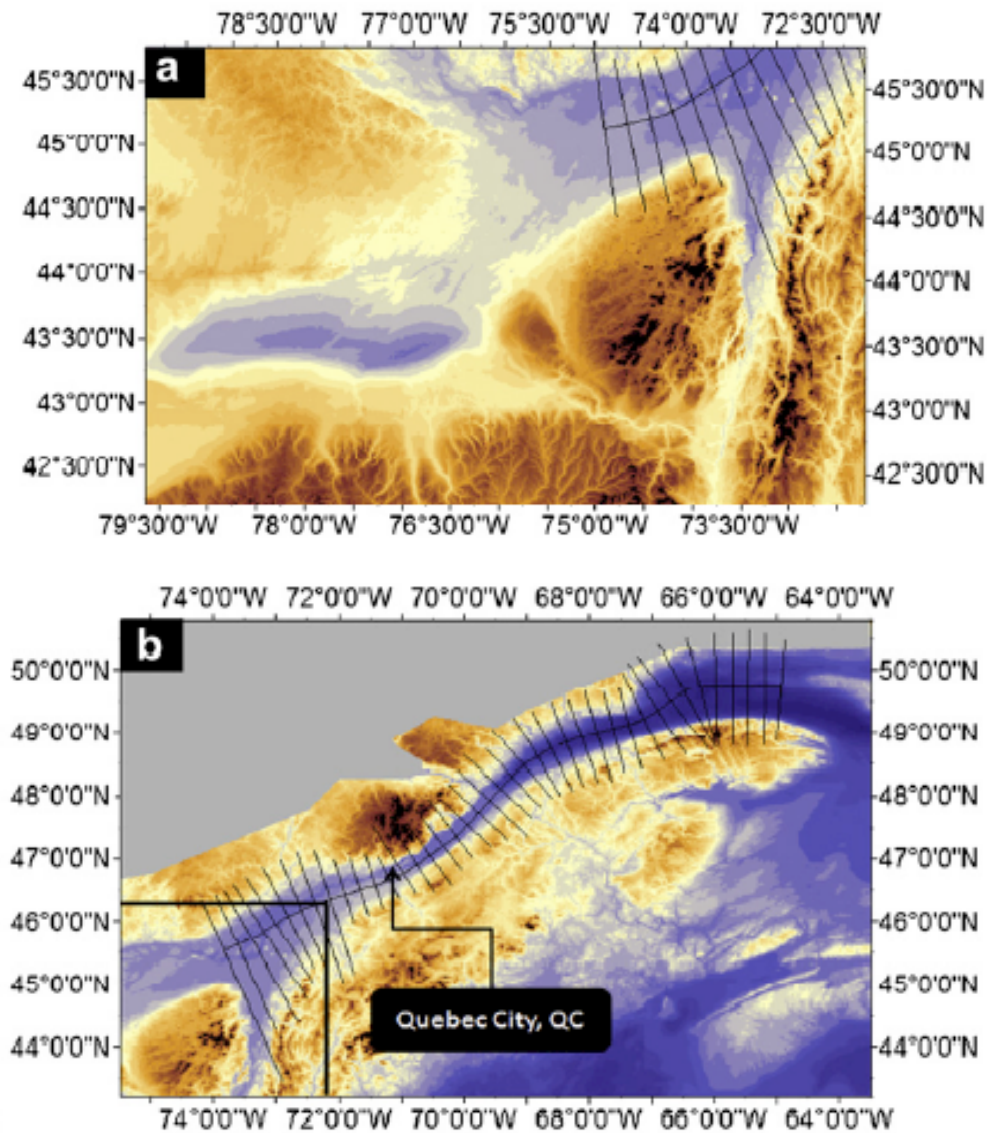 78°30'0"W 77°0'0"W 75°30'0"W 74°0'0"W 72°30'0"W
a
45°30'0"N 45°30'0"N
45°0'0"N 45°0'0"N
44°30'0"N 44°30'0"N
44°0'0"N 44°0'0"N
43°30'0"N 43°30'0"N
43°0'0"N 43°0'0"N
42°30'0"N 42°30'0"N
79°30'0"W 78°0'0"W 76°30'0"W 75°0'0"W 73°30'0"W
74°0'0"W 72°0'0"W 70°0'0"W 68°0'0"W 66°0'0"W 64°0'0"W
b
50°0'0"N 50°0'0"N
49°0'0"N 49°0'0"N
48°0'0"N 48°0'0"N
47°0'0"N 47°0'0"N
46°0'0"N 46°0'0"N
45°0'0"N 45°0'0"N
Quebec City, QC
44°0'0"N 44°0'0"N
74°0'0"W 72°0'0"W 70°0'0"W 68°0'0"W 66°0'0"W 64°0'0"W